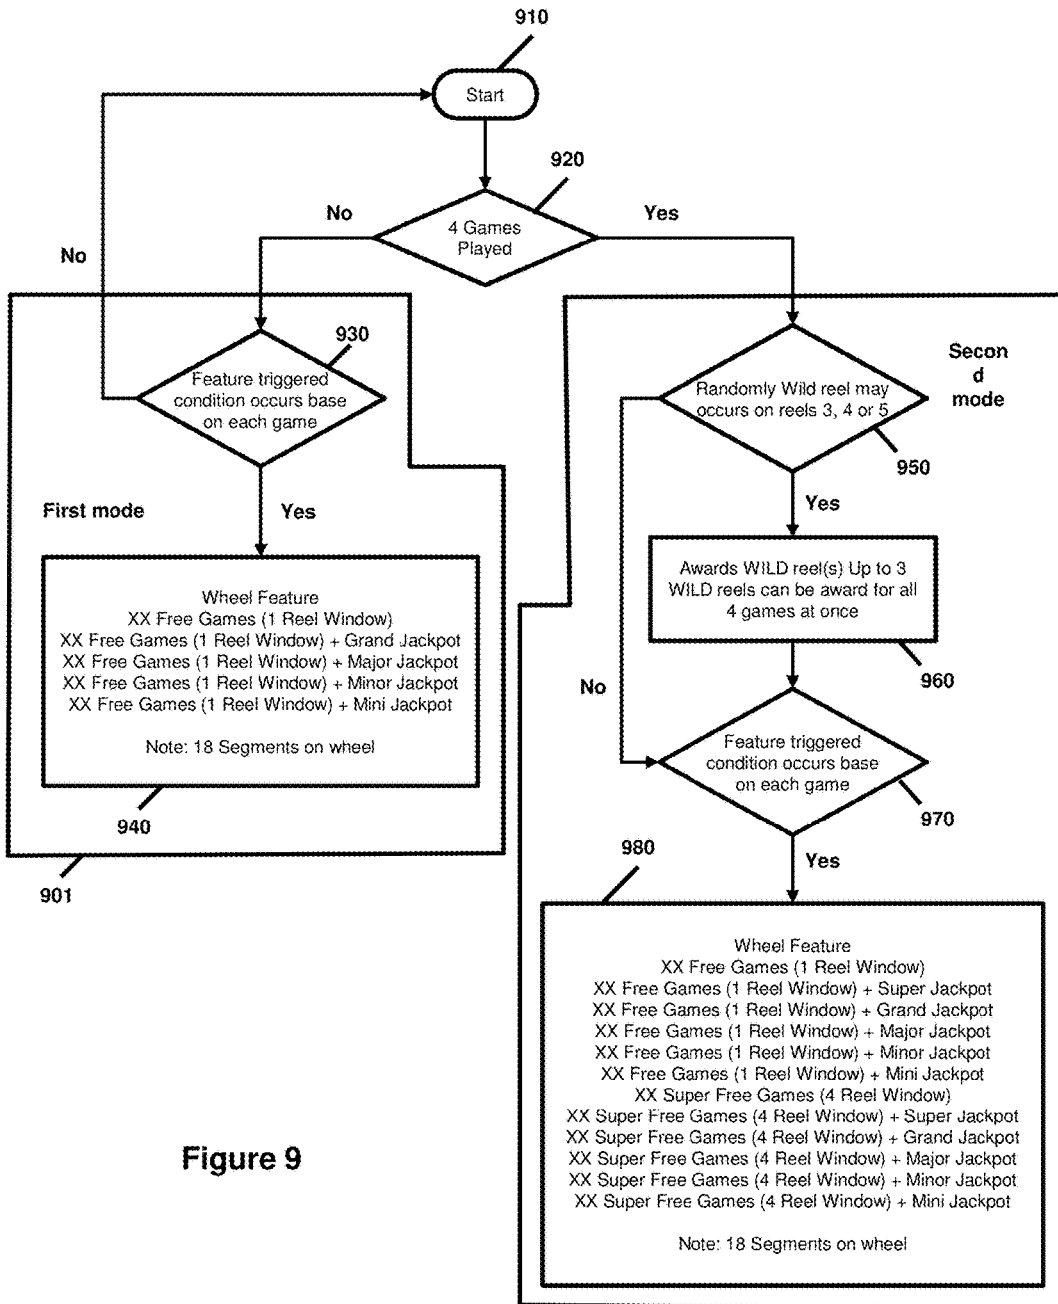 910
Start
920
4 Games
Played
No
Yes
No
930
Feature triggered
condition occurs base
on each game
First mode
Yes
Wheel Feature
XX Free Games (1 Reel Window)
XX Free Games (1 Reel Window) + Grand Jackpot
XX Free Games (1 Reel Window) + Major Jackpot
XX Free Games (1 Reel Window) + Minor Jackpot
XX Free Games (1 Reel Window) + Mini Jackpot
Note: 18 Segments on wheel
940
901
Secon
d
mode
Randomly Wild reel may
occurs on reels 3, 4 or 5
950
Yes
Awards WILD reel(s) Up to 3
WILD reels can be award for all
4 games at once
960
No
Feature triggered
condition occurs base
on each game
970
Yes
980
Wheel Feature
XX Free Games (1 Reel Window)
XX Free Games (1 Reel Window) + Super Jackpot
XX Free Games (1 Reel Window) + Grand Jackpot
XX Free Games (1 Reel Window) + Major Jackpot
XX Free Games (1 Reel Window) + Minor Jackpot
XX Free Games (1 Reel Window) + Mini Jackpot
XX Super Free Games (4 Reel Window)
XX Super Free Games (4 Reel Window) + Super Jackpot
XX Super Free Games (4 Reel Window) + Grand Jackpot
XX Super Free Games (4 Reel Window) + Major Jackpot
XX Super Free Games (4 Reel Window) + Minor Jackpot
XX Super Free Games (4 Reel Window) + Mini Jackpot
Note: 18 Segments on wheel
Figure 9